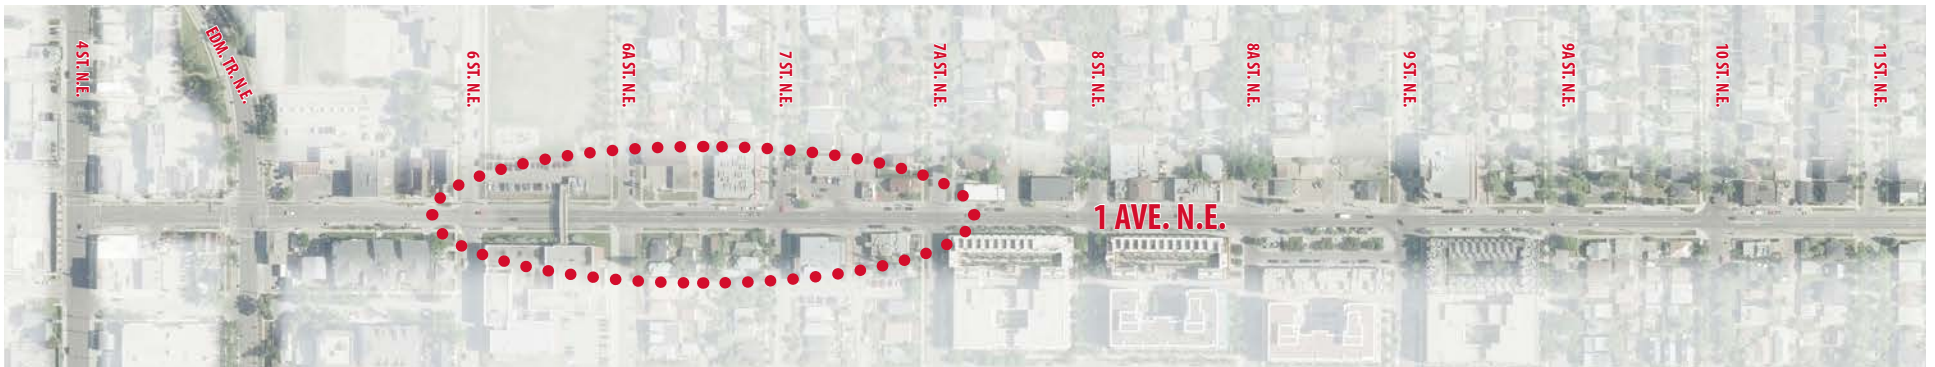 4 ST. N.E.
EDM. TR. N.E.
6 ST. N.E.
6A ST. N.E.
7 ST. N.E.
7A ST. N.E.
8 ST. N.E.
8A ST. N.E.
9 ST. N.E.
9A ST. N.E.
10 ST. N.E.
11 ST. N.E.
1 AVE. N.E.